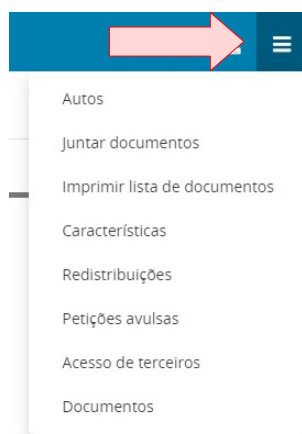 Autos
Juntar documentos
Imprimir lista de documentos
Características
Redistribuições
Petições avulsas
Acesso de terceiros
Documentos